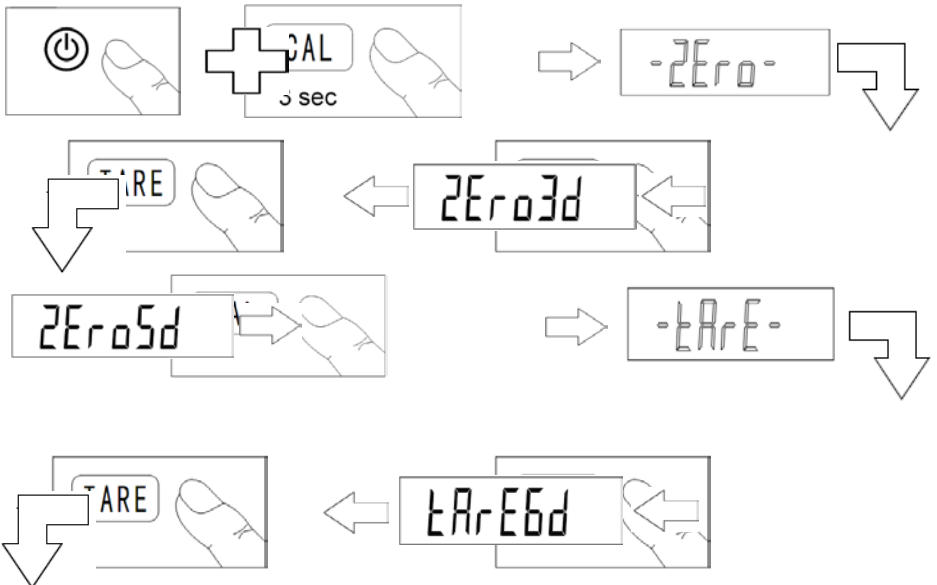 CAL
3 sec
-ZEro-
TARE
ZEro3d
ZEro5d
-tArE-
TARE
tArE6d